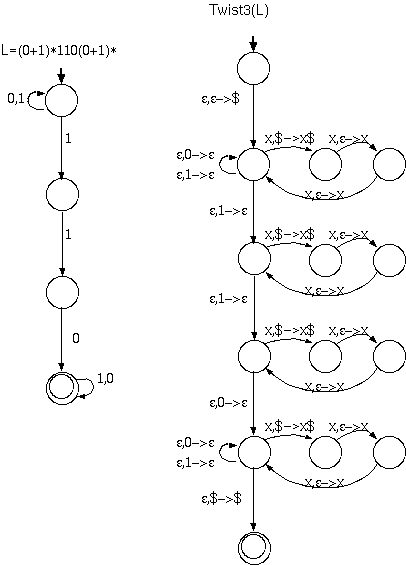 Twist3(L)
L=(0+1)*110(0+1)*
0,1
ε,ε->$
1
ε,0->ε
ε,1->ε
x,$->x$
x,ε->x
x,ε->x
ε,1->ε
1
x,$->x$
x,ε->x
x,ε->x
ε,1->ε
0
x,$->x$
x,ε->x
x,ε->x
ε,0->ε
1,0
ε,0->ε
ε,1->ε
x,$->x$
x,ε->x
x,ε->x
ε,$->$